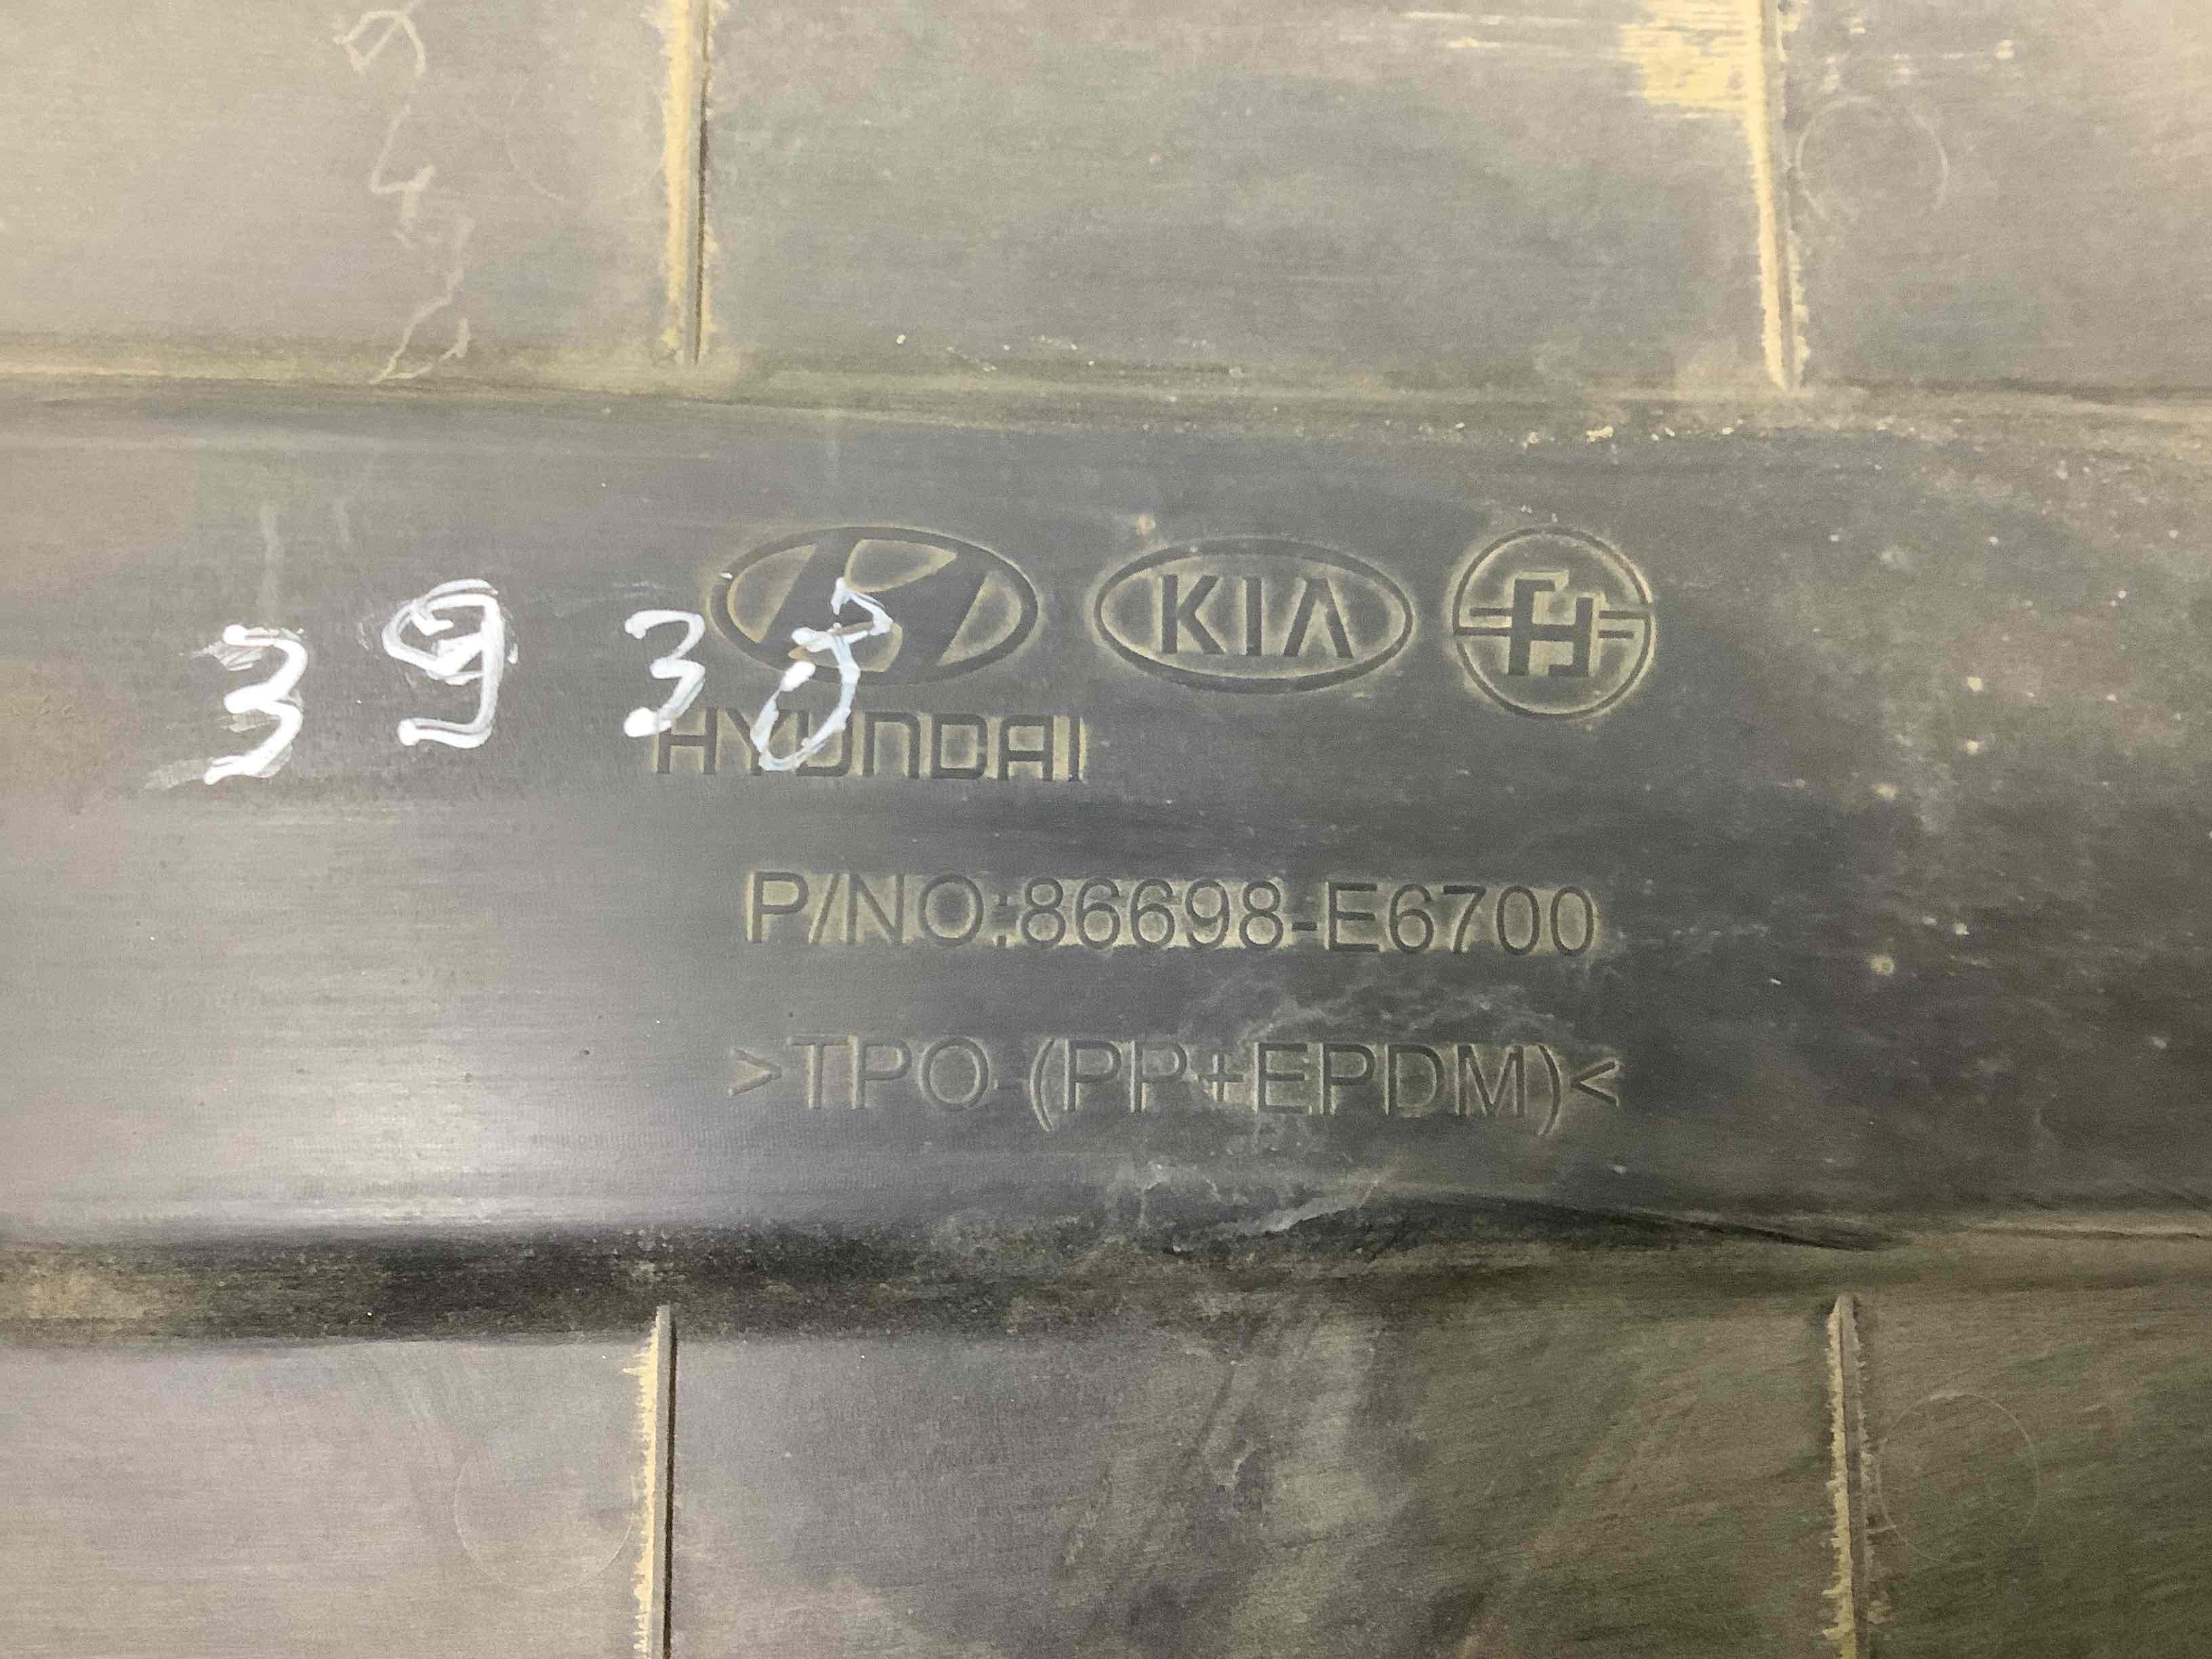 KIA
3938
HYUNDAI
P/NO:86698-E6700
>TPO-(PP+EPDM)<